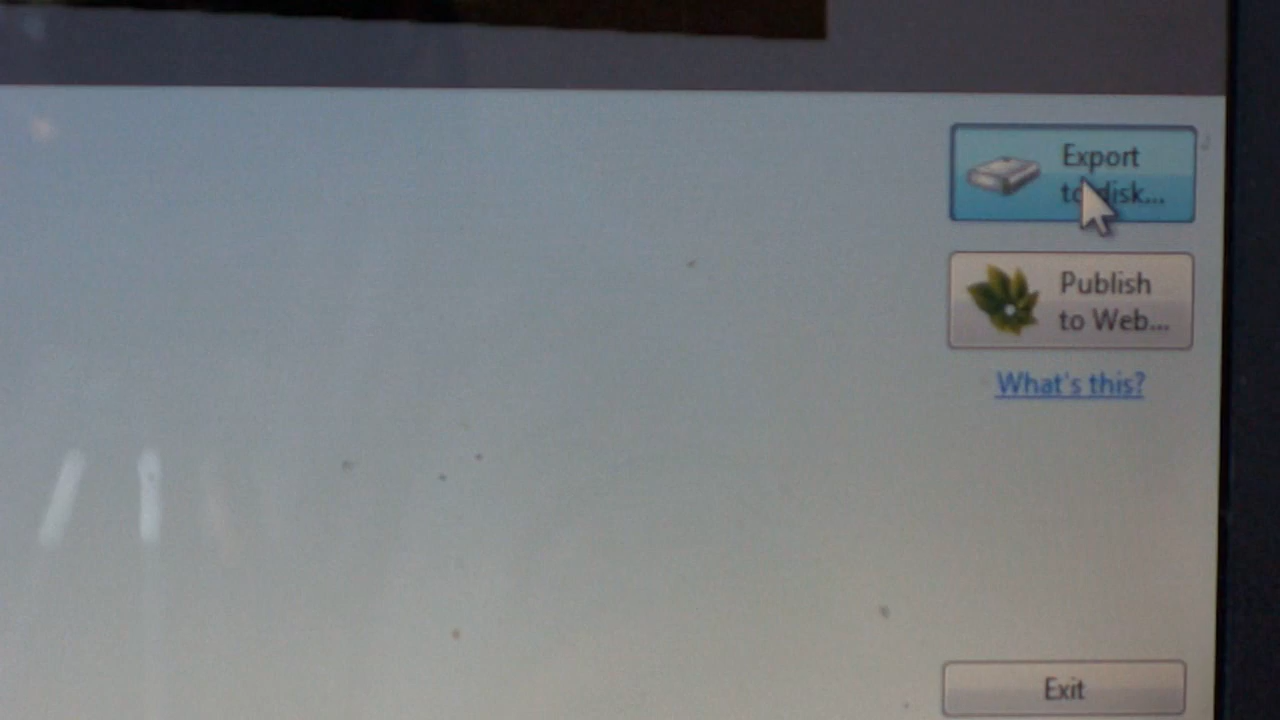 Export
to disk...
Publish
to Web...
What's this?
Exit